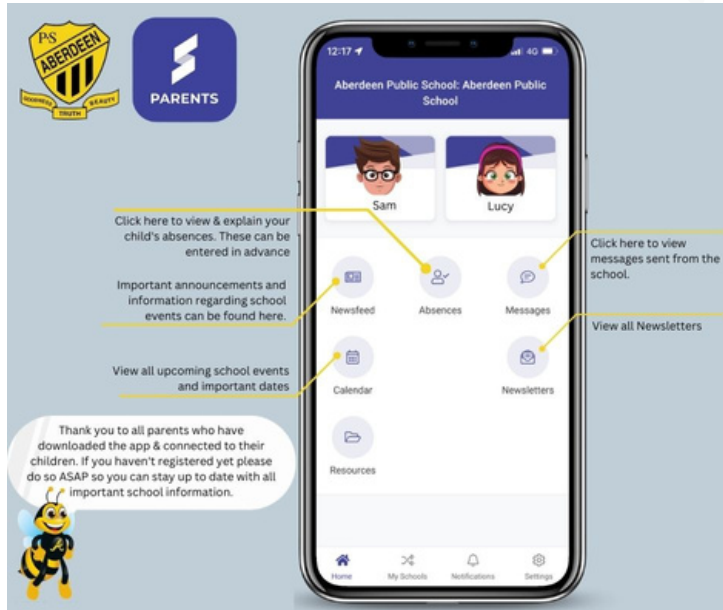 P.S
ABERDEEN
GOODNESS
TRUTH
BEAUTY
PARENTS
12:17
4G
Aberdeen Public School: Aberdeen Public
School
Sam
Lucy
Click here to view & explain your
child's absences. These can be
entered in advance
Important announcements and
information regarding school
events can be found here.
View all upcoming school events
and important dates
Newsfeed
Absences
Messages
Calendar
Newsletters
Resources
Click here to view
messages sent from the
school.
View all Newsletters
Thank you to all parents who have
downloaded the app & connected to their
children. If you haven't registered yet please
do so ASAP so you can stay up to date with all
important school information.
Home
My Schools
Notifications
Settings